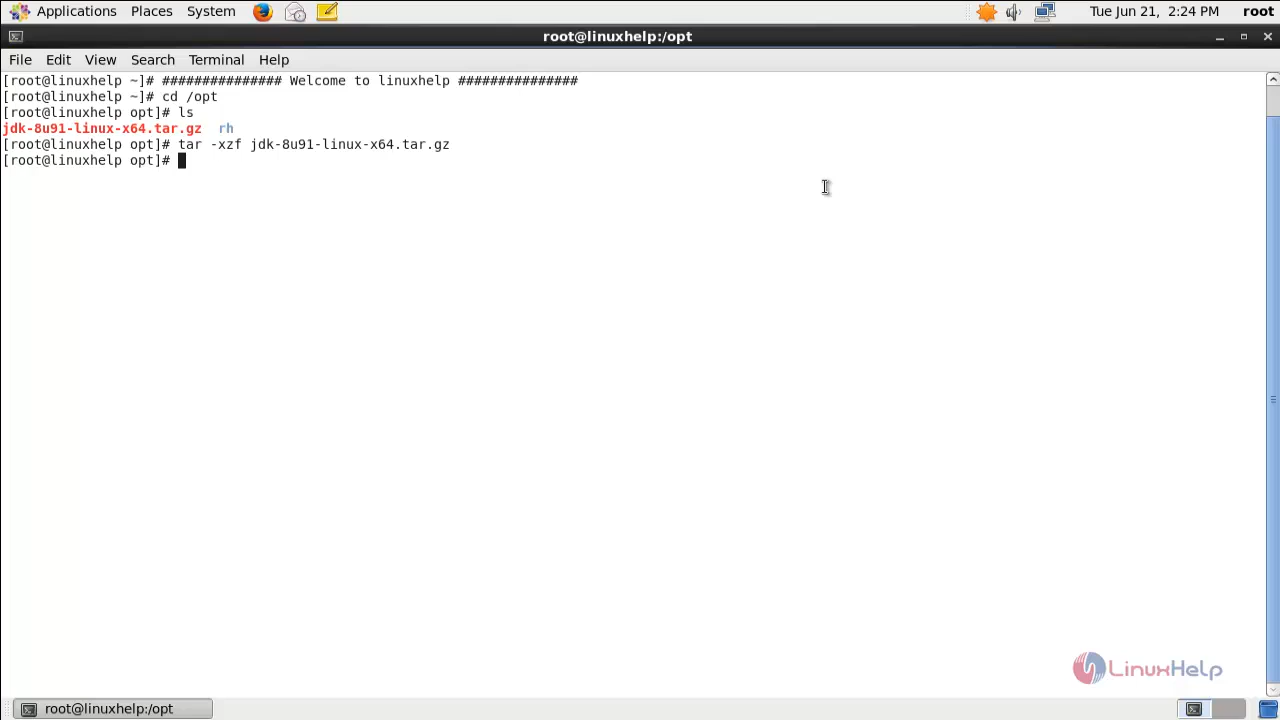 Applications Places System Tue Jun 21, 2:24 PM root
root@linuxhelp:/opt
File Edit View Search Terminal Help
[root@linuxhelp ~]# ############### Welcome to linuxhelp ###############
[root@linuxhelp ~]# cd /opt
[root@linuxhelp opt]# ls
jdk-8u91-linux-x64.tar.gz rh
[root@linuxhelp opt]# tar -xzf jdk-8u91-linux-x64.tar.gz
[root@linuxhelp opt]#
LinuxHelp
root@linuxhelp:/opt